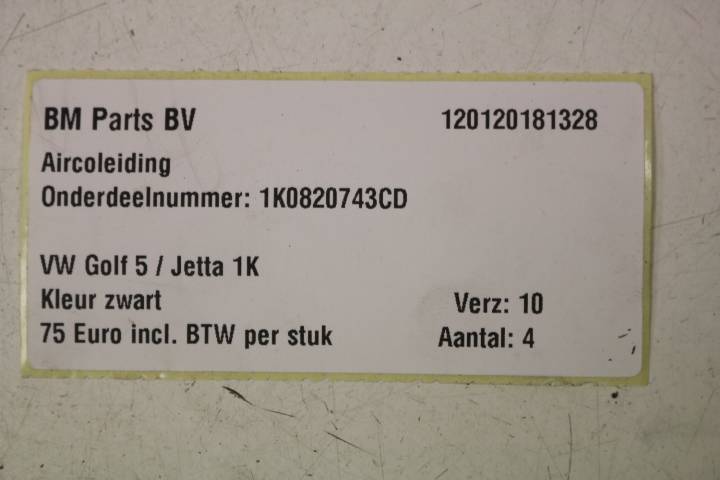 BM Parts BV 120120181328
Aircoleiding
Onderdeelnummer: 1K0820743CD
VW Golf 5 / Jetta 1K
Kleur zwart Verz: 10
75 Euro incl. BTW per stuk Aantal: 4